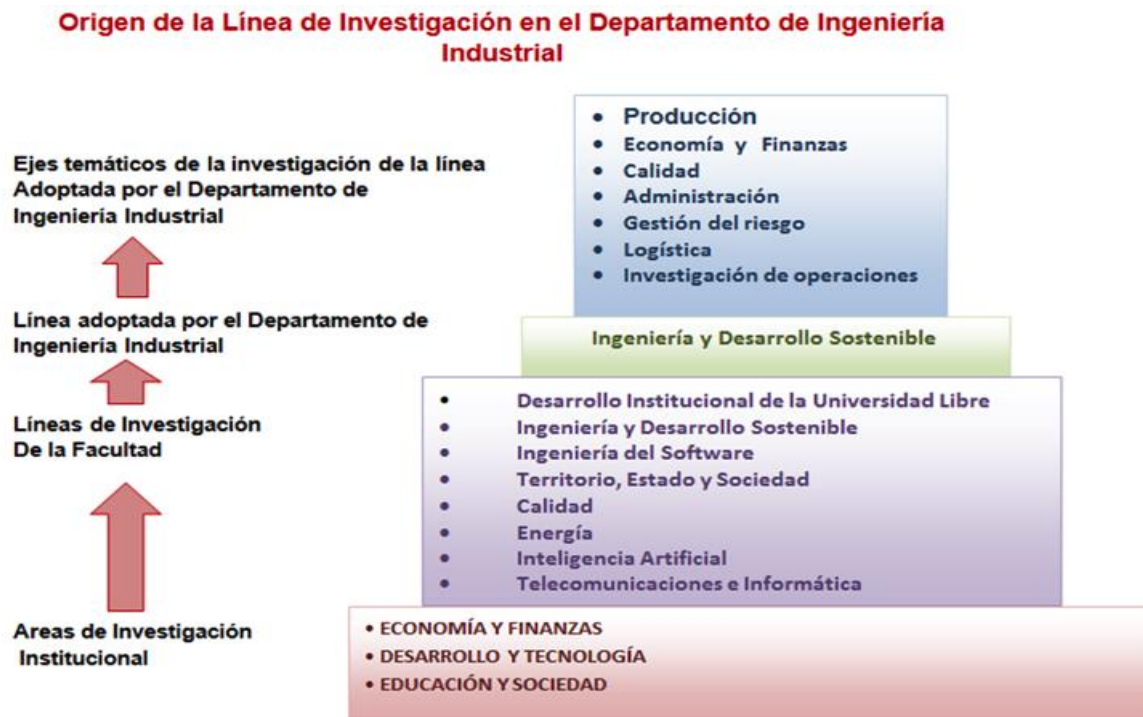 Origen de la Línea de Investigación en el Departamento de Ingeniería
Industrial
Ejes temáticos de la investigación de la línea
Adoptada por el Departamento de
Ingeniería Industrial
• Producción
• Economía y Finanzas
• Calidad
• Administración
• Gestión del riesgo
• Logística
• Investigación de operaciones
Línea adoptada por el Departamento de
Ingeniería Industrial
Ingeniería y Desarrollo Sostenible
Líneas de Investigación
De la Facultad
• Desarrollo Institucional de la Universidad Libre
• Ingeniería y Desarrollo Sostenible
• Ingeniería del Software
• Territorio, Estado y Sociedad
• Calidad
• Energía
• Inteligencia Artificial
• Telecomunicaciones e Informática
Areas de Investigación
Institucional
• ECONOMÍA Y FINANZAS
• DESARROLLO Y TECNOLOGÍA
• EDUCACIÓN Y SOCIEDAD